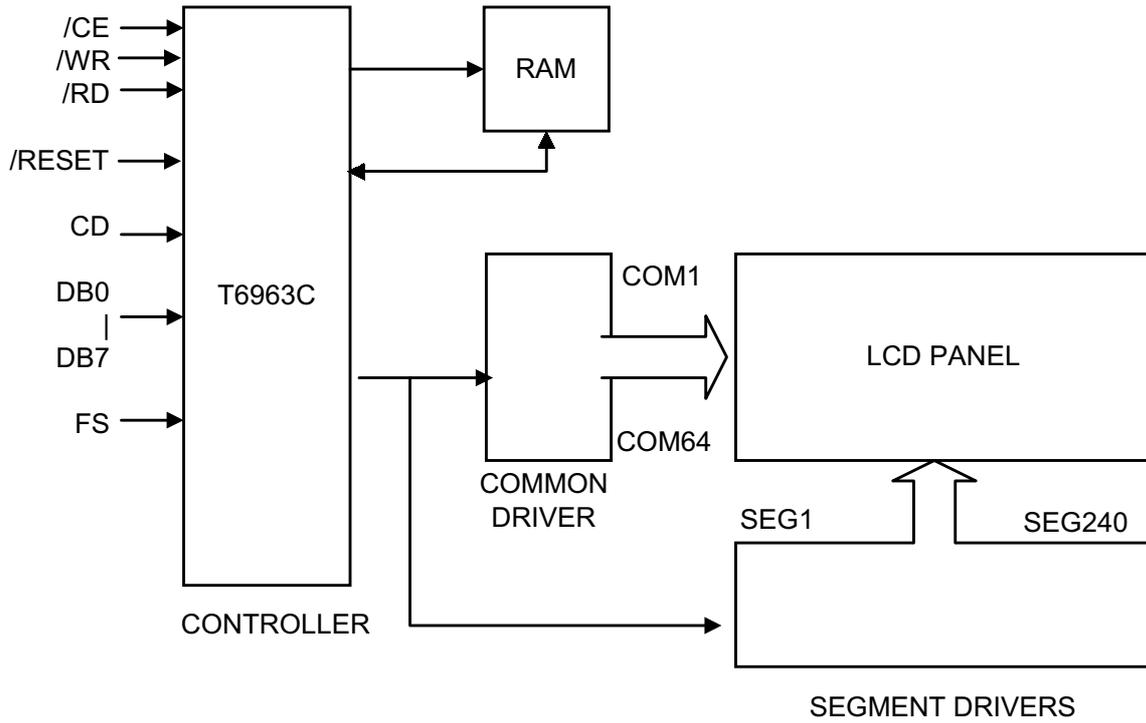 /CE
/WR
/RD
/RESET
CD
DB0
|
DB7
FS
T6963C
CONTROLLER
RAM
COM1
COM64
COMMON
DRIVER
LCD PANEL
SEG1
SEG240
SEGMENT DRIVERS